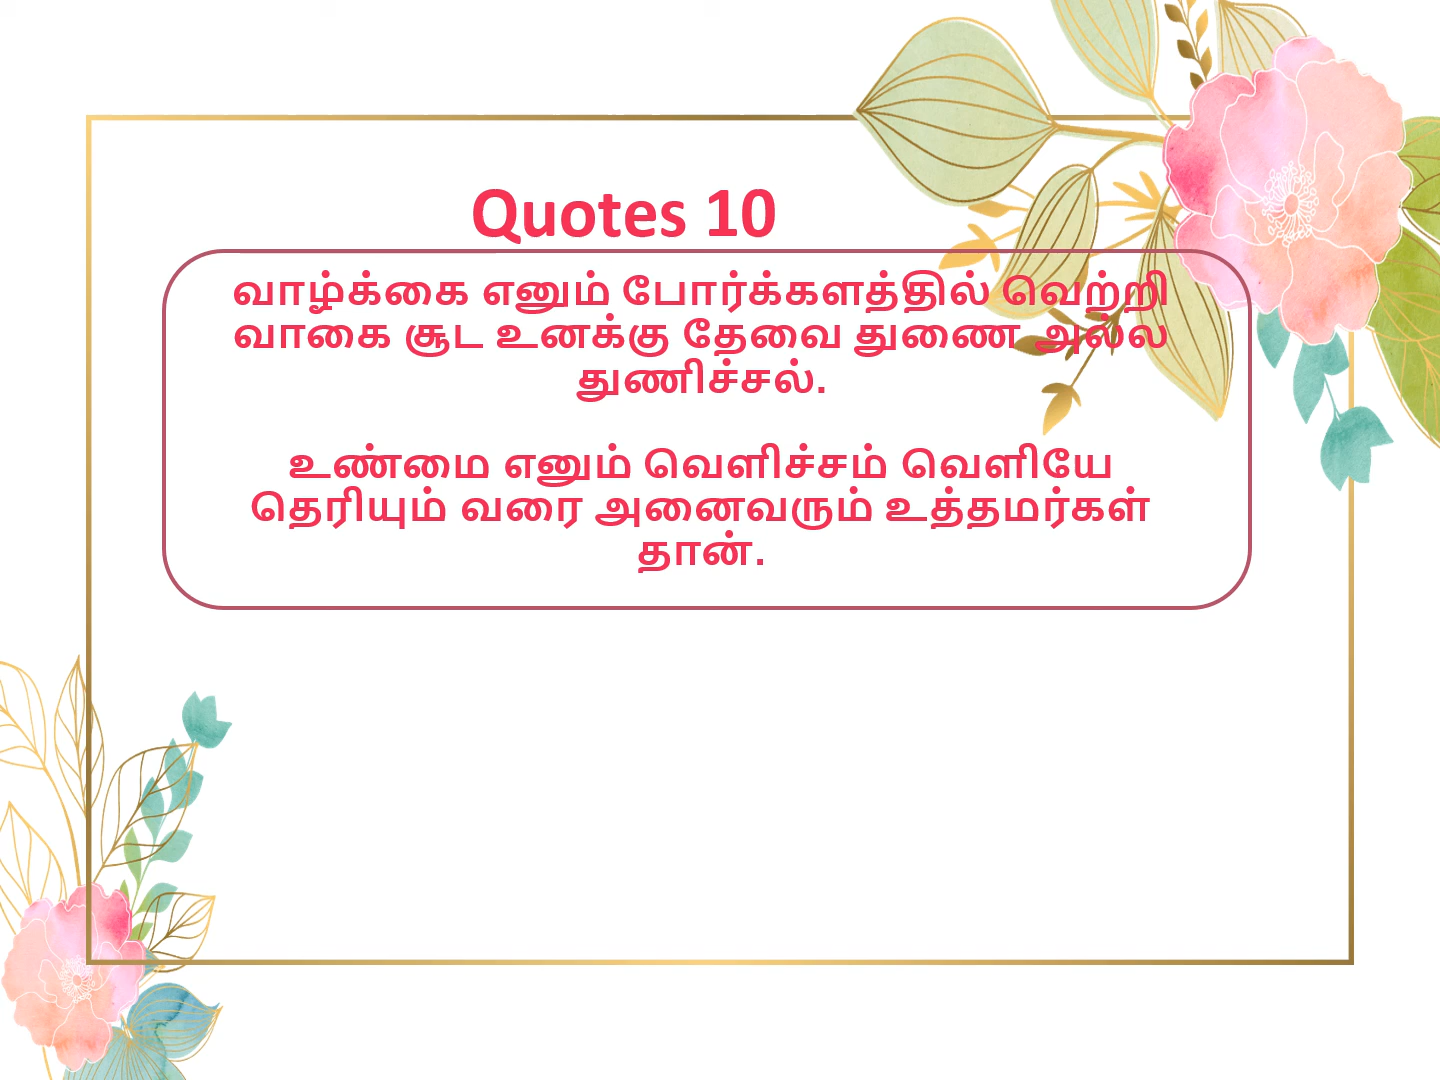 Quotes 10
வாழ்க்கை எனும் போர்க்களத்தில் வெற்றி
வாகை சூட உனக்கு தேவை துணை அல்ல
துணிச்சல்.
உண்மை எனும் வெளிச்சம் வெளியே
தெரியும் வரை அனைவரும் உத்தமர்கள்
தான்.